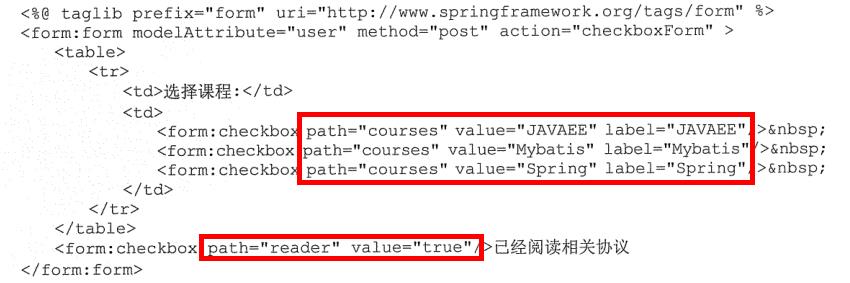 <%@ taglib prefix="form" uri="http://www.springframework.org/tags/form" %>
<form:form modelAttribute="user" method="post" action="checkboxForm" >
<table>
<tr>
<td>选择课程:</td>
<td>
<form:checkbox path="courses" value="JAVAEE" label="JAVAEE"/>&nbsp;
<form:checkbox path="courses" value="Mybatis" label="Mybatis"/>&nbsp;
<form:checkbox path="courses" value="Spring" label="Spring"/>&nbsp;
</td>
</tr>
</table>
<form:checkbox path="reader" value="true"/>已经阅读相关协议
</form:form>